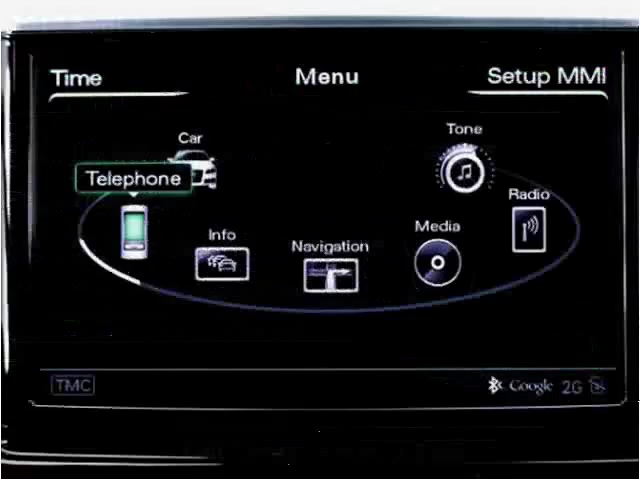 Time
Menu
Setup MMI
Car
Tone
Telephone
Radio
Info
Media
Navigation
TMC
Google 2G